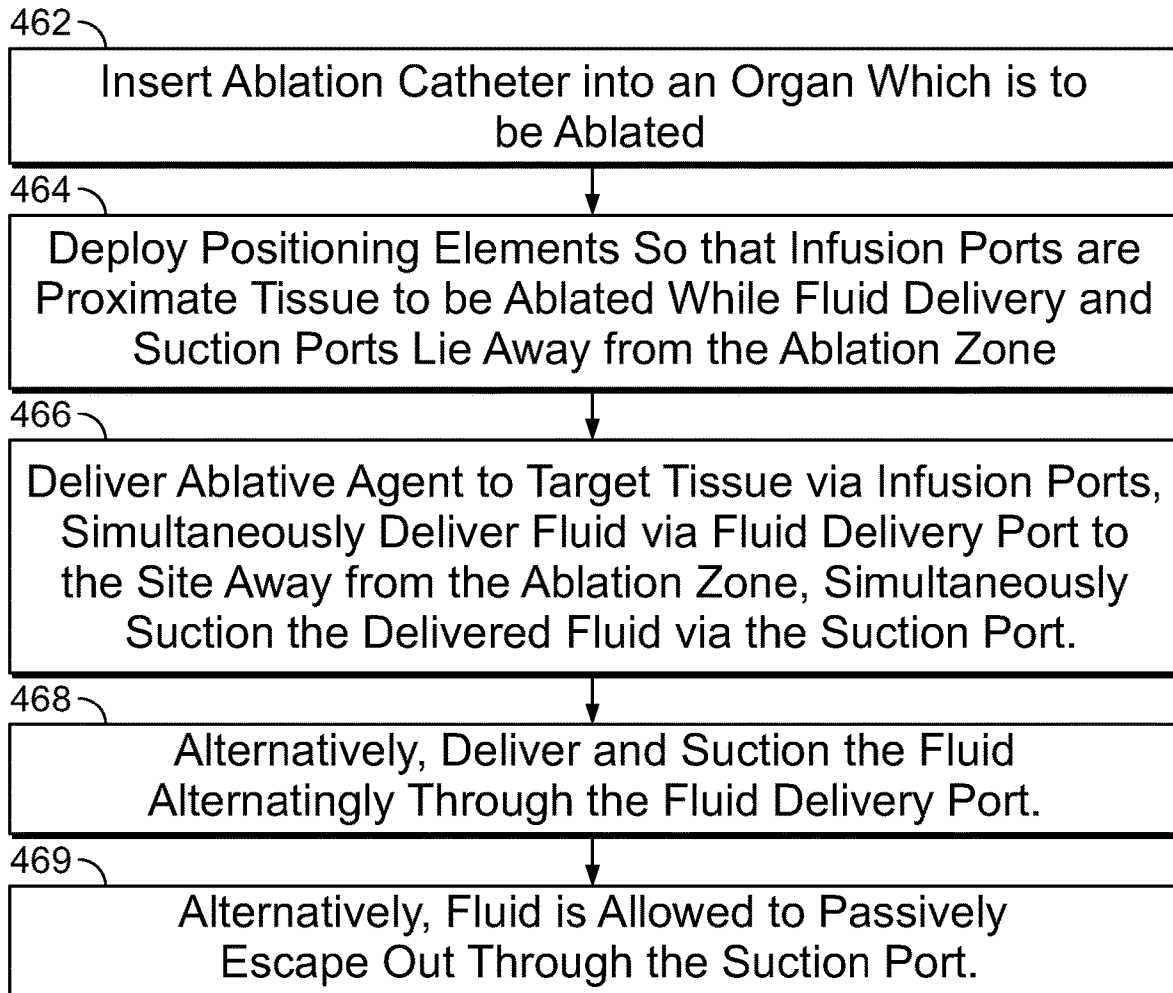 462
Insert Ablation Catheter into an Organ Which is to
be Ablated
464
Deploy Positioning Elements So that Infusion Ports are
Proximate Tissue to be Ablated While Fluid Delivery and
Suction Ports Lie Away from the Ablation Zone
466
Deliver Ablative Agent to Target Tissue via Infusion Ports,
Simultaneously Deliver Fluid via Fluid Delivery Port to
the Site Away from the Ablation Zone, Simultaneously
Suction the Delivered Fluid via the Suction Port.
468
Alternatively, Deliver and Suction the Fluid
Alternatingly Through the Fluid Delivery Port.
469
Alternatively, Fluid is Allowed to Passively
Escape Out Through the Suction Port.